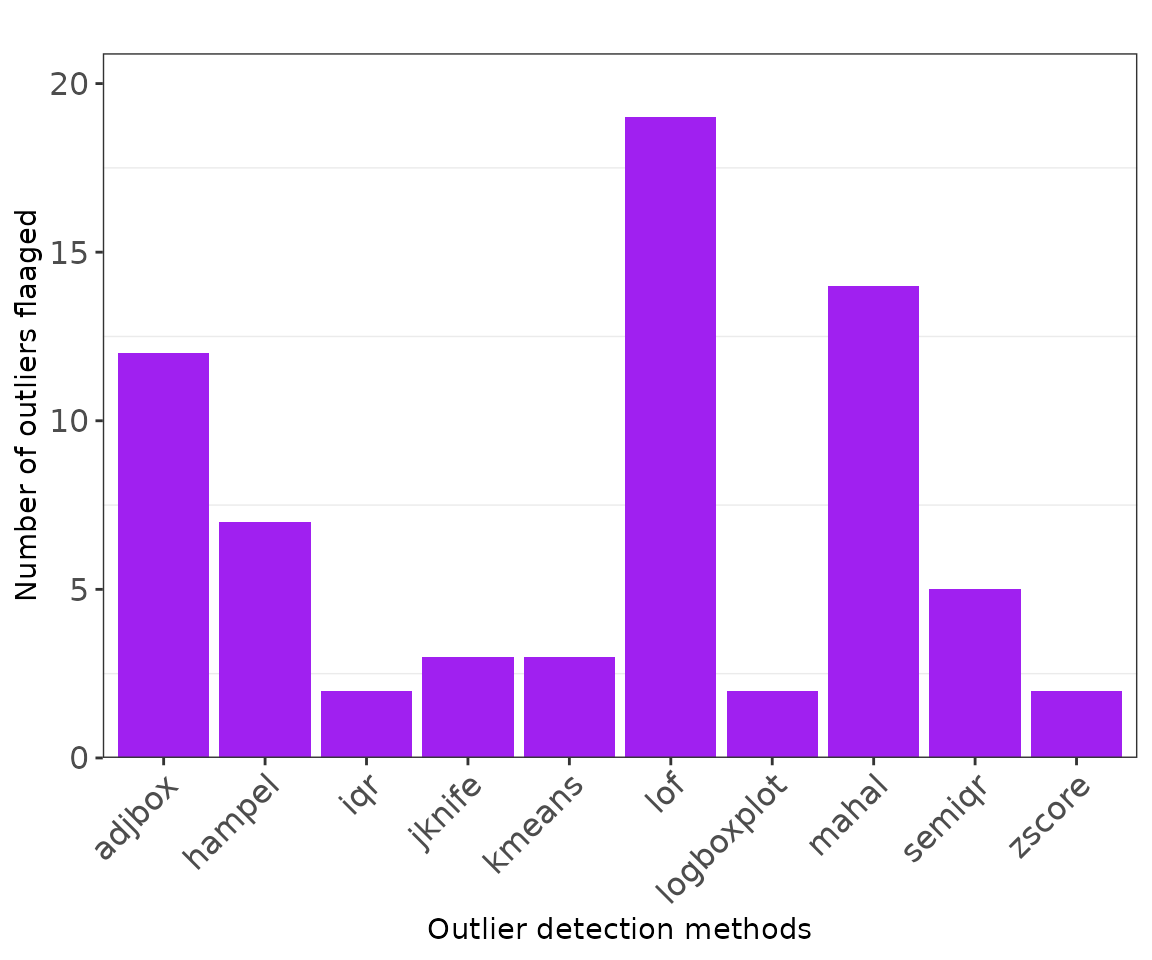 Number of outliers flaaged
20
15
10
5
0
adjbox
hampel
iqr
jknife
kmeans
lof
logboxplot
mahal
semiqr
zscore
Outlier detection methods